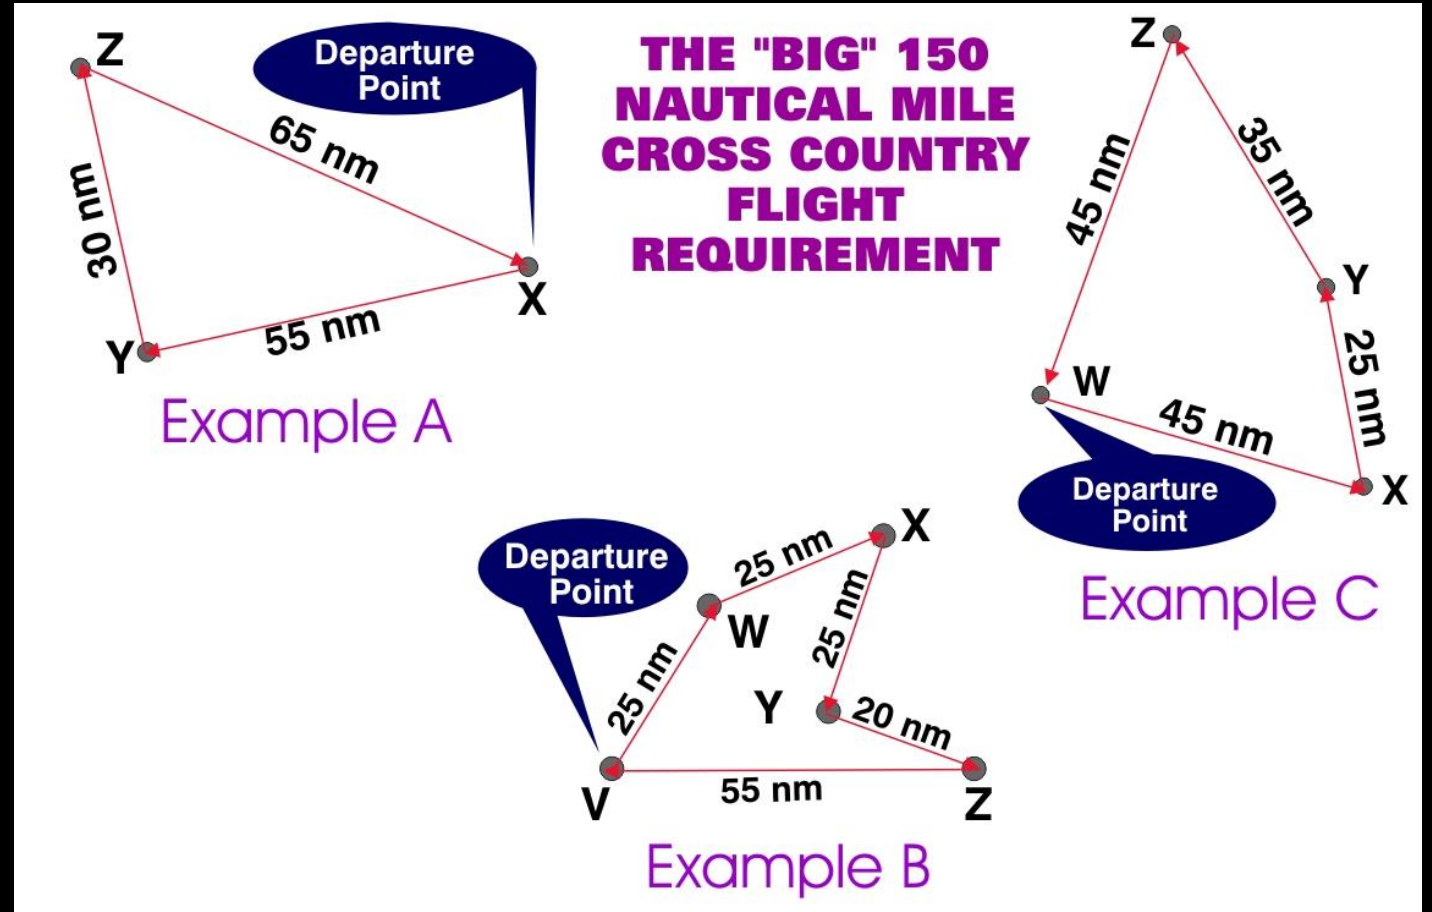 THE "BIG" 150
NAUTICAL MILE
CROSS COUNTRY
FLIGHT
REQUIREMENT
Z
Departure
Point
65 nm
30 nm
X
55 nm
Y
Example A
Z
35 nm
45 nm
Y
25 nm
W
45 nm
X
Departure
Point
Example C
X
25 nm
Departure
Point
W
25 nm
25 nm
Y
20 nm
V
55 nm
Z
Example B